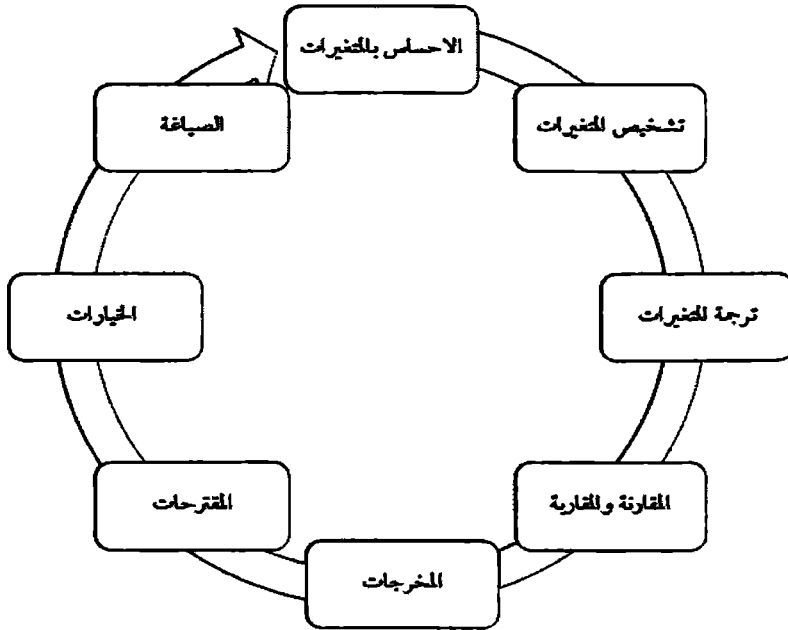 الاحساس بالمتغيرات
تشخيص المتغيرات
ترجمة المتغيرات
المقارنة والمقاربة
المخرجات
المقترحات
الخيارات
الصياغة